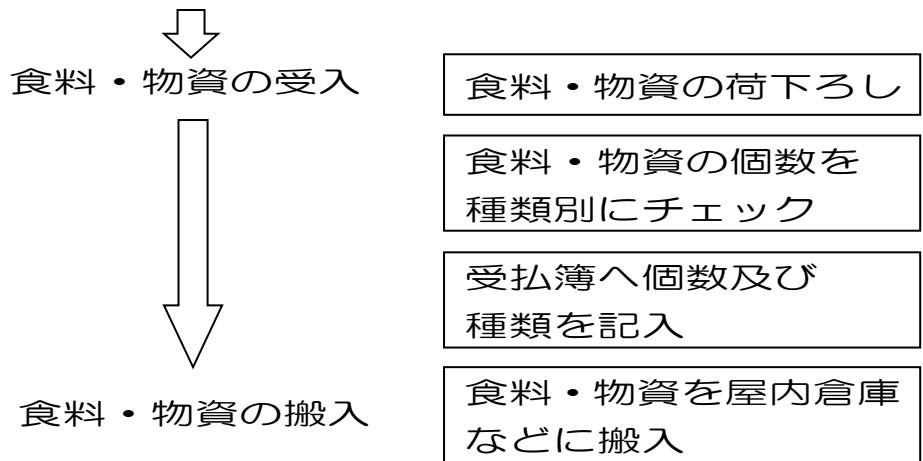 食料・物資の受入
食料・物資の荷下ろし
食料・物資の個数を
種類別にチェック
受払簿へ個数及び
種類を記入
食料・物資の搬入
食料・物資を屋内倉庫
などに搬入